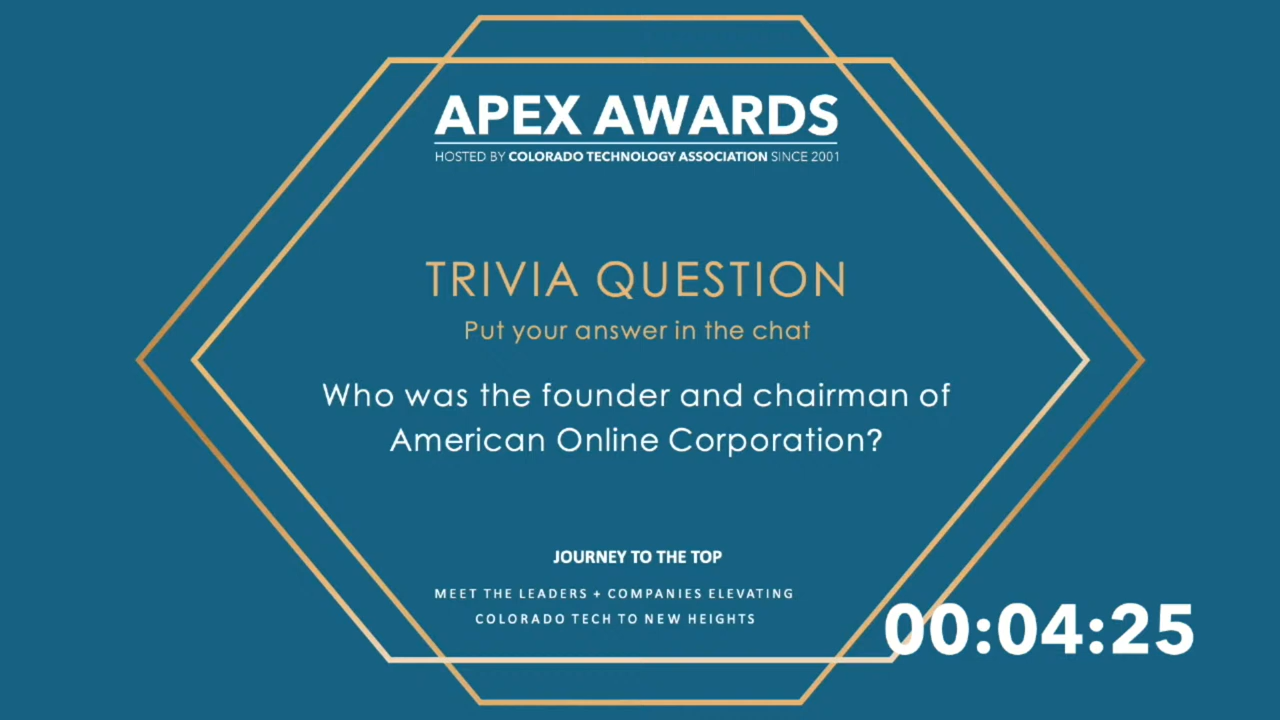 APEX AWARDS
HOSTED BY COLORADO TECHNOLOGY ASSOCIATION SINCE 2001
TRIVIA QUESTION
Put your answer in the chat
Who was the founder and chairman of
American Online Corporation?
JOURNEY TO THE TOP
MEET THE LEADERS + COMPANIES ELEVATING
COLORADO TECH TO NEW HEIGHTS
00:04:25